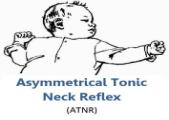 Asymmetrical Tonic
Neck Reflex
(ATNR)